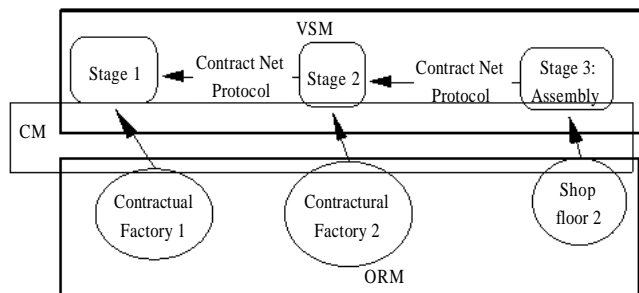 VSM
Stage 1
Contract Net
Protocol
Stage 2
Contract Net
Protocol
Stage 3:
Assembly
CM
Contractual
Factory 1
Contractural
Factory 2
Shop
floor 2
ORM